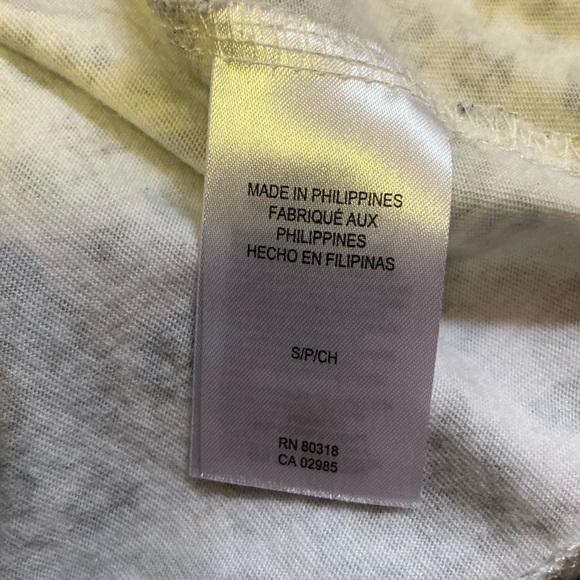 MADE IN PHILIPPINES
FABRIQUÉ AUX
PHILIPPINES
HECHO EN FILIPINAS
S/P/CH
RN 80318
CA 02985